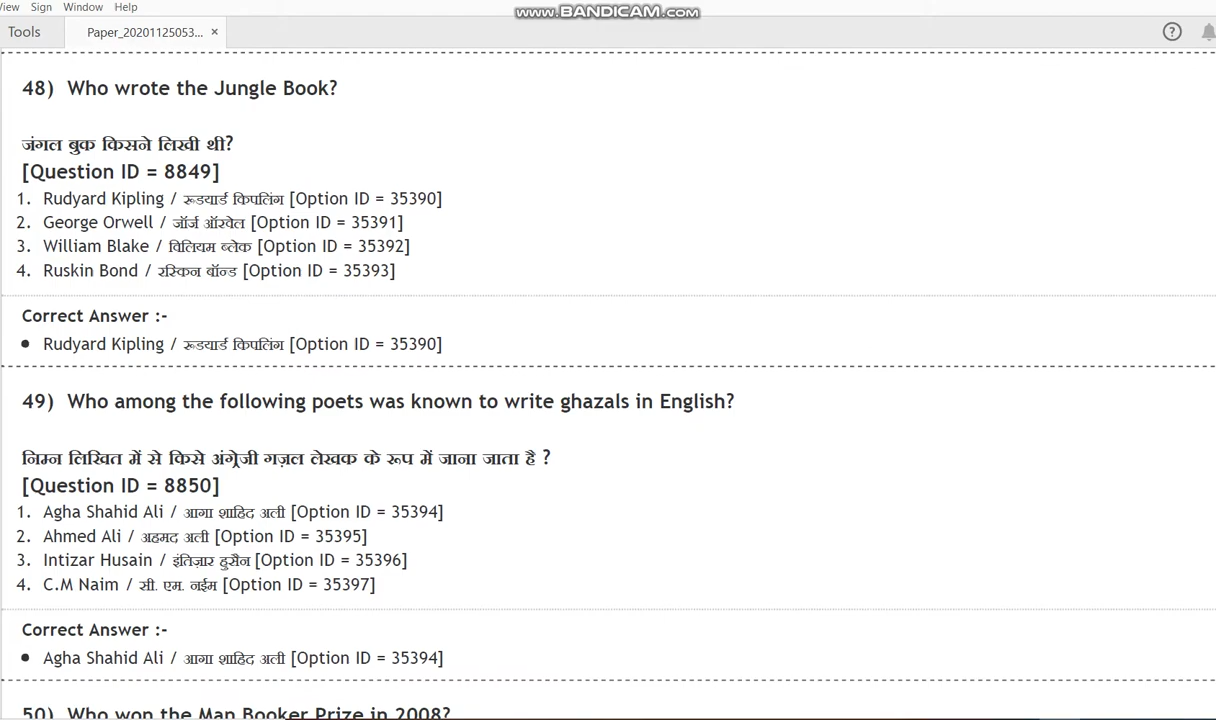 View Sign Window Help
www.BANDICAM.com
Tools Paper_20201125053... × ?
48) Who wrote the Jungle Book?
जंगल बुक किसने लिखी थी?
[Question ID = 8849]
1. Rudyard Kipling / रूडयार्ड किपलिंग [Option ID = 35390]
2. George Orwell / जॉर्ज ऑरवेल [Option ID = 35391]
3. William Blake / विलियम ब्लेक [Option ID = 35392]
4. Ruskin Bond / रस्किन बॉन्ड [Option ID = 35393]
Correct Answer :-
• Rudyard Kipling / रूडयार्ड किपलिंग [Option ID = 35390]
49) Who among the following poets was known to write ghazals in English?
निम्न लिखित में से किसे अंग्रेजी गज़ल लेखक के रूप में जाना जाता है ?
[Question ID = 8850]
1. Agha Shahid Ali / आगा शाहिद अली [Option ID = 35394]
2. Ahmed Ali / अहमद अली [Option ID = 35395]
3. Intizar Husain / इंतिज़ार हुसैन [Option ID = 35396]
4. C.M Naim / सी. एम. नईम [Option ID = 35397]
Correct Answer :-
• Agha Shahid Ali / आगा शाहिद अली [Option ID = 35394]
50) Who won the Man Booker Prize in 2008?